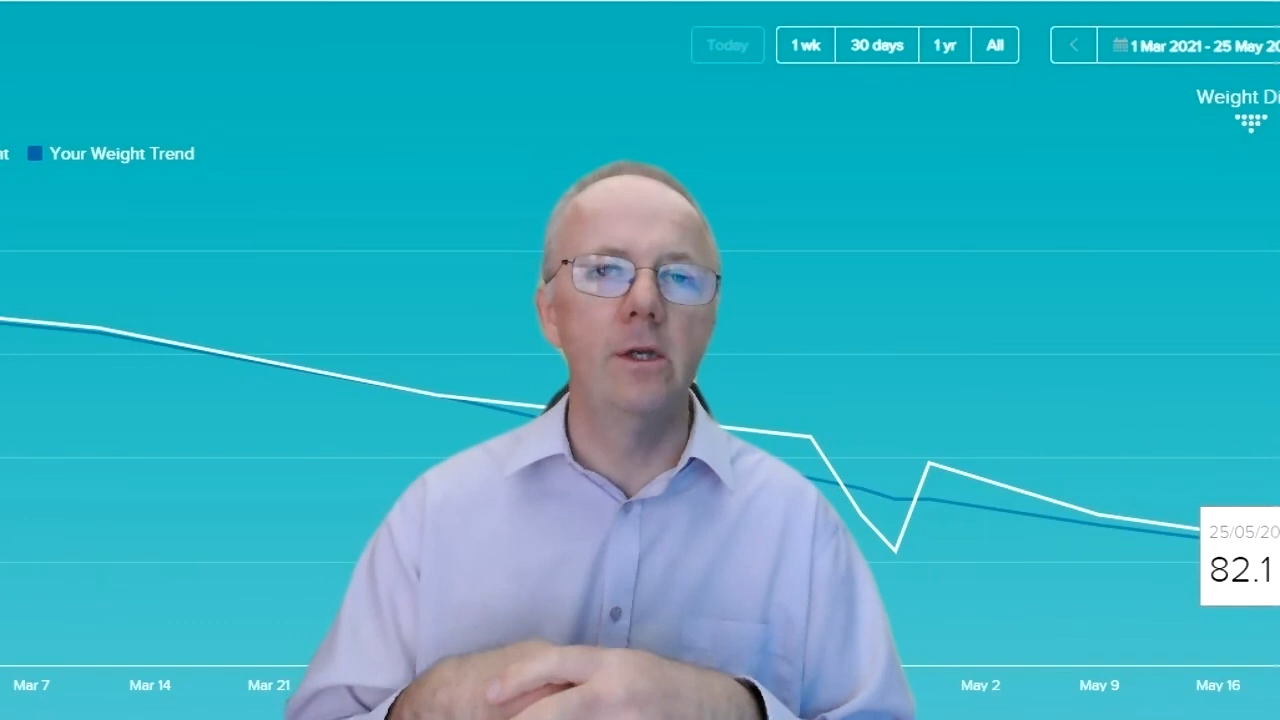 Today
1 wk
30 days
1 yr
All
1 Mar 2021 - 25 May 20
Weight Di
Your Weight Trend
25/05/20
82.1
Mar 7
Mar 14
Mar 21
May 2
May 9
May 16